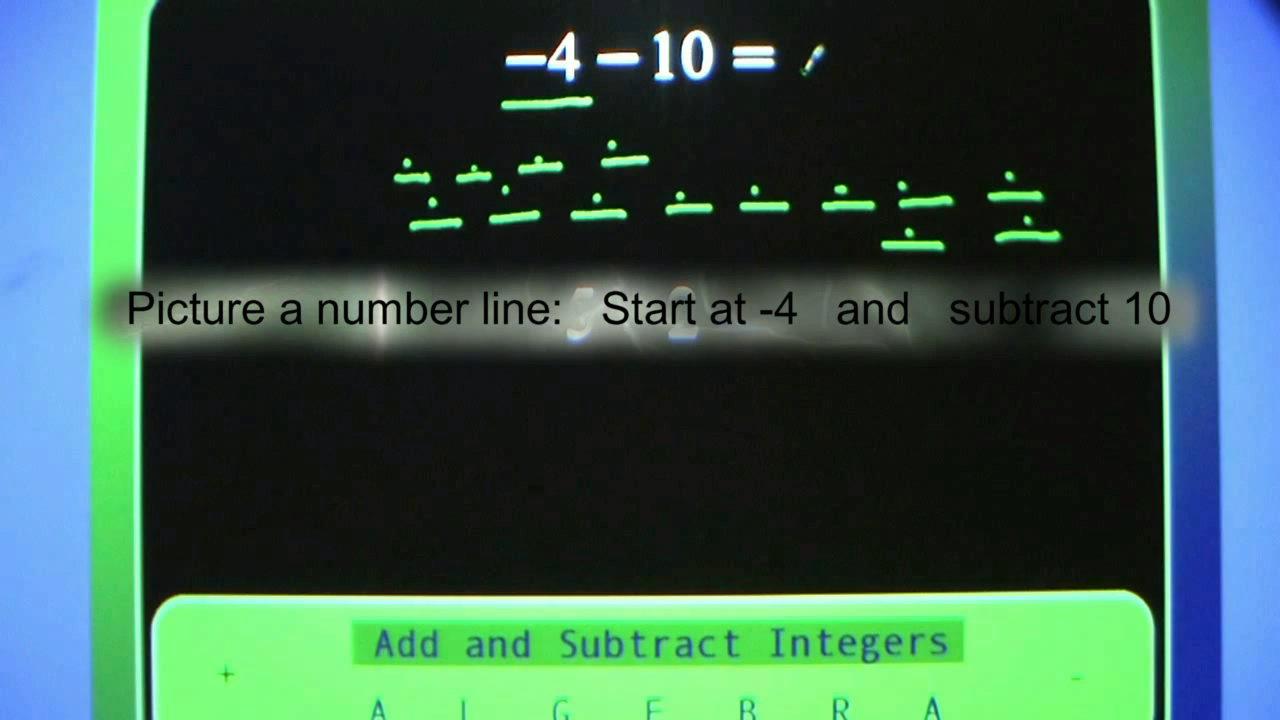 −4 − 10 =
Picture a number line: Start at -4 and subtract 10
Add and Subtract Integers
+ −
A L G E B R A